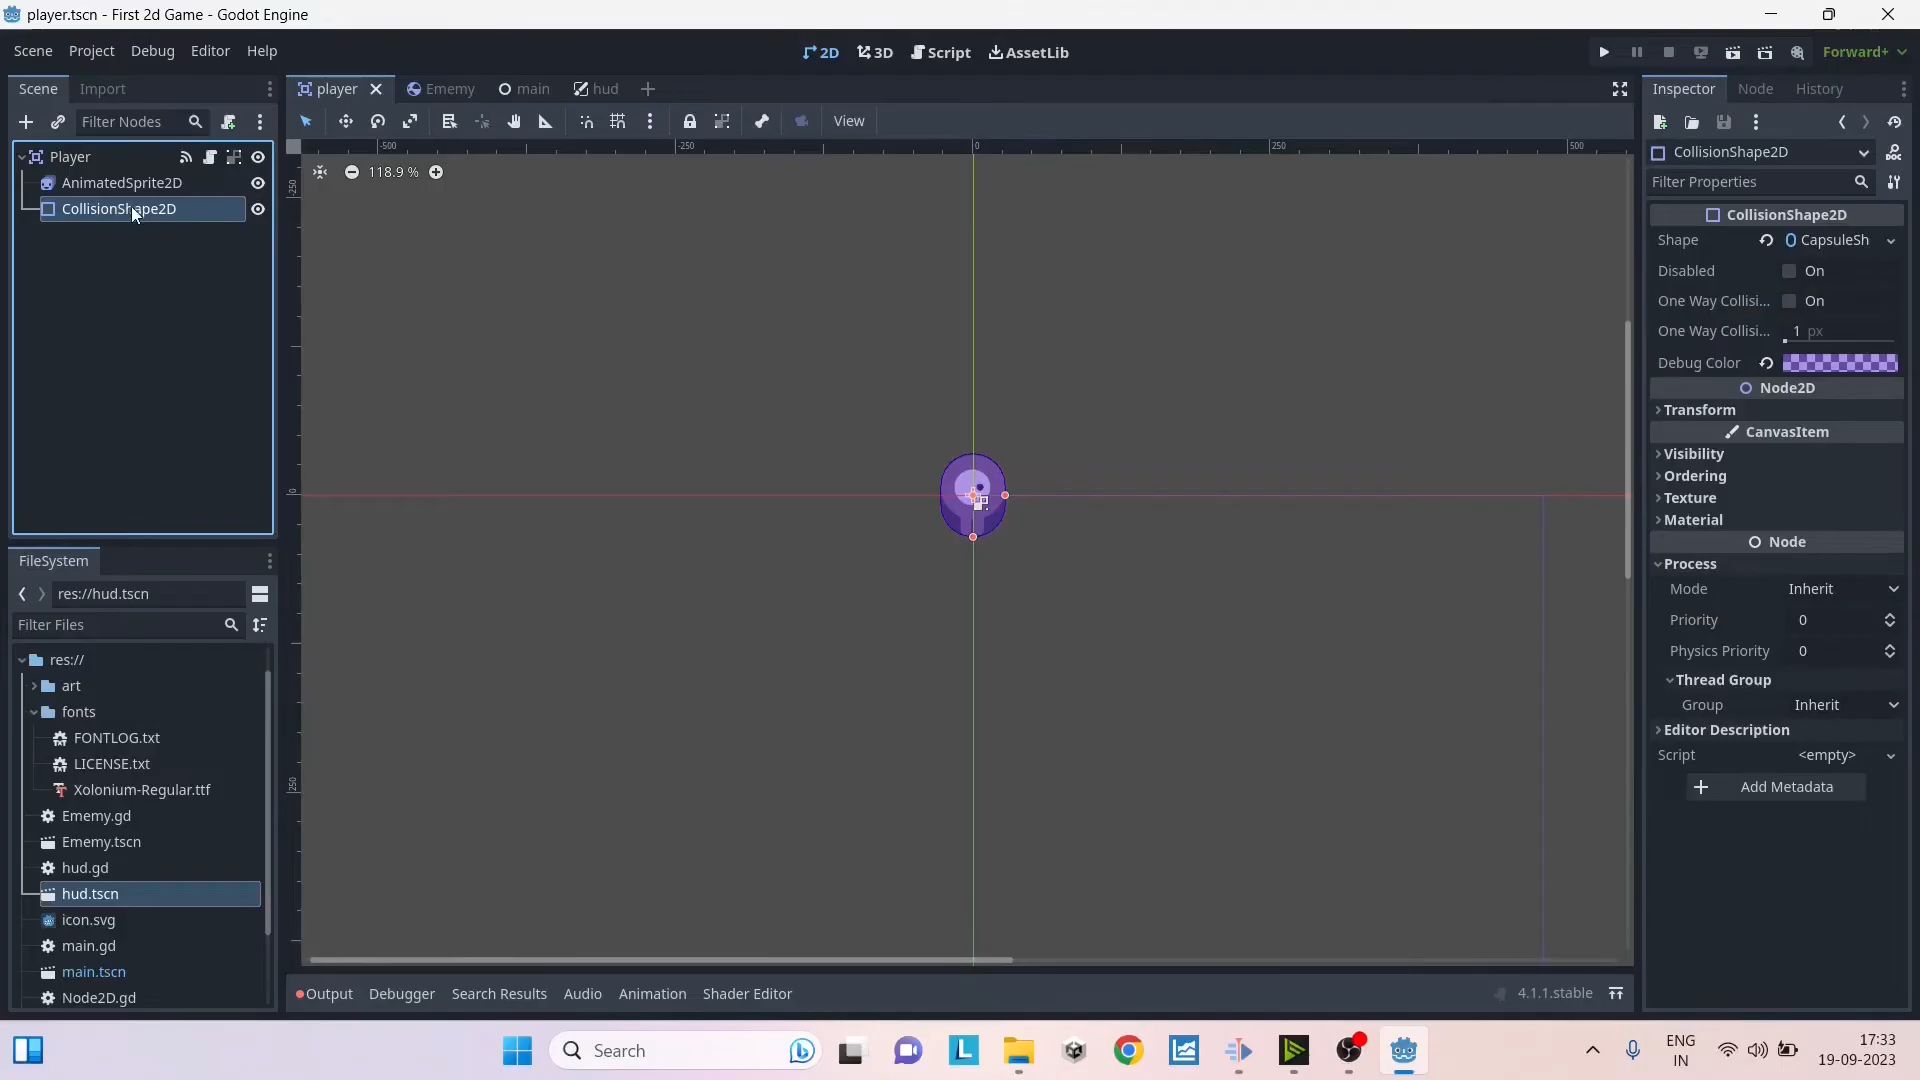 player.tscn - First 2d Game - Godot Engine
Scene Project Debug Editor Help
2D 3D Script AssetLib
Forward+
Scene Import
player Ememy main hud
Inspector Node History
Filter Nodes
View
Player
AnimatedSprite2D
CollisionShape2D
-500 -250 0 250 500
-250
0
250
118.9 %
CollisionShape2D
Filter Properties
CollisionShape2D
Shape CapsuleSh
Disabled On
One Way Collisi... On
One Way Collisi... 1 px
Debug Color
Node2D
Transform
CanvasItem
Visibility
Ordering
Texture
Material
Node
Process
Mode Inherit
Priority 0
Physics Priority 0
Thread Group
Group Inherit
Editor Description
Script <empty>
Add Metadata
FileSystem
res://hud.tscn
Filter Files
res://
art
fonts
FONTLOG.txt
LICENSE.txt
Xolonium-Regular.ttf
Ememy.gd
Ememy.tscn
hud.gd
hud.tscn
icon.svg
main.gd
main.tscn
Node2D.gd
Output Debugger Search Results Audio Animation Shader Editor
4.1.1.stable
Search
ENG
IN
17:33
19-09-2023